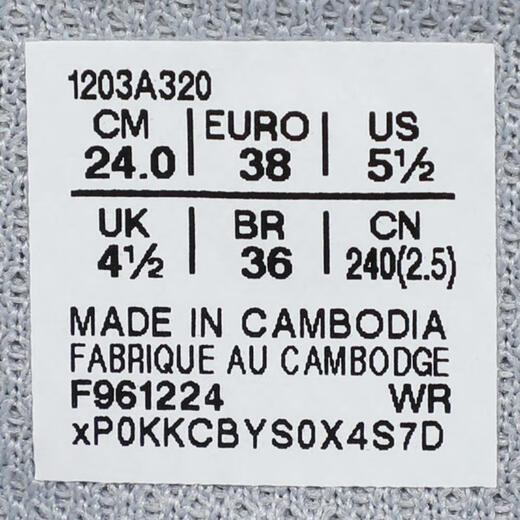 1203A320
CM | EURO | US
24.0 | 38 | 5½
UK | BR | CN
4½ | 36 | 240(2.5)
MADE IN CAMBODIA
FABRIQUE AU CAMBODGE
F961224 WR
xP0KKCBYS0X4S7D